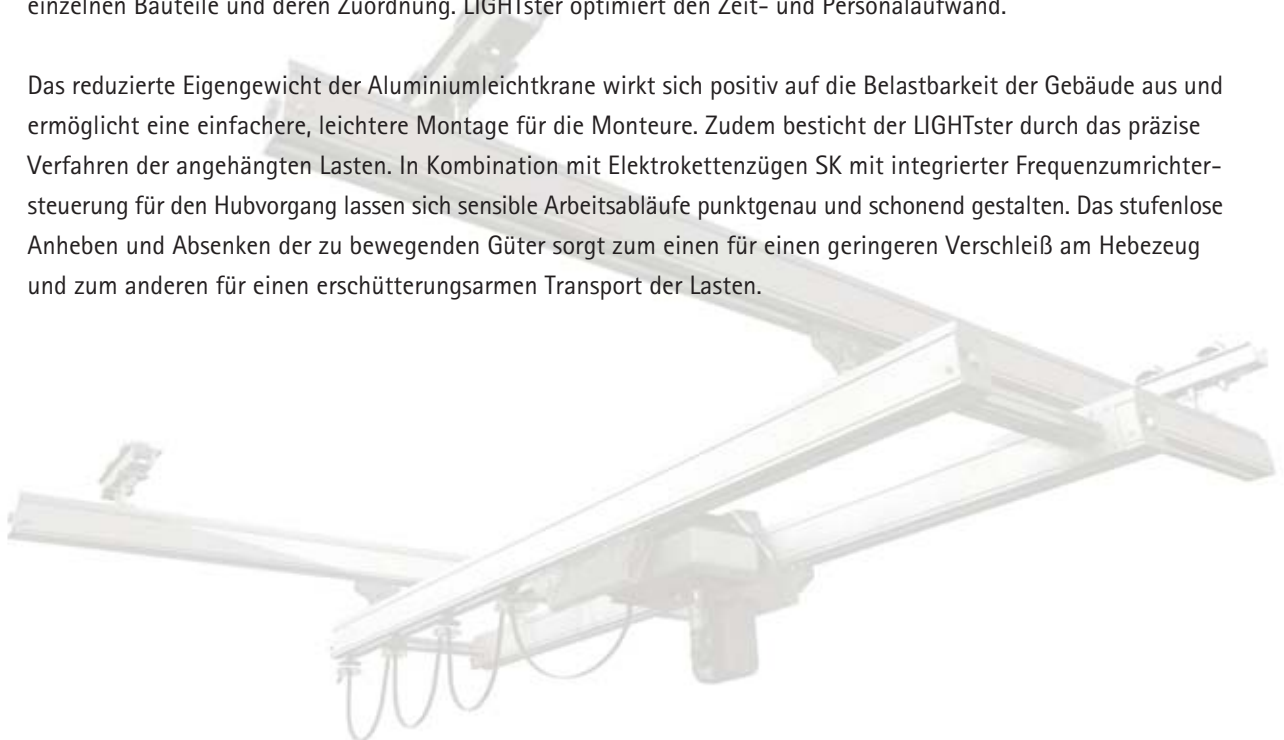 einzelnen Bauteile und deren Zuordnung. LIGHTster optimiert den Zeit- und Personalaufwand.
Das reduzierte Eigengewicht der Aluminiumleichtkrane wirkt sich positiv auf die Belastbarkeit der Gebäude aus und
ermöglicht eine einfachere, leichtere Montage für die Monteure. Zudem besticht der LIGHTster durch das präzise
Verfahren der angehängten Lasten. In Kombination mit Elektrokettenzügen SK mit integrierter Frequenzumrichter-
steuerung für den Hubvorgang lassen sich sensible Arbeitsabläufe punktgenau und schonend gestalten. Das stufenlose
Anheben und Absenken der zu bewegenden Güter sorgt zum einen für einen geringeren Verschleiß am Hebezeug
und zum anderen für einen erschütterungsarmen Transport der Lasten.